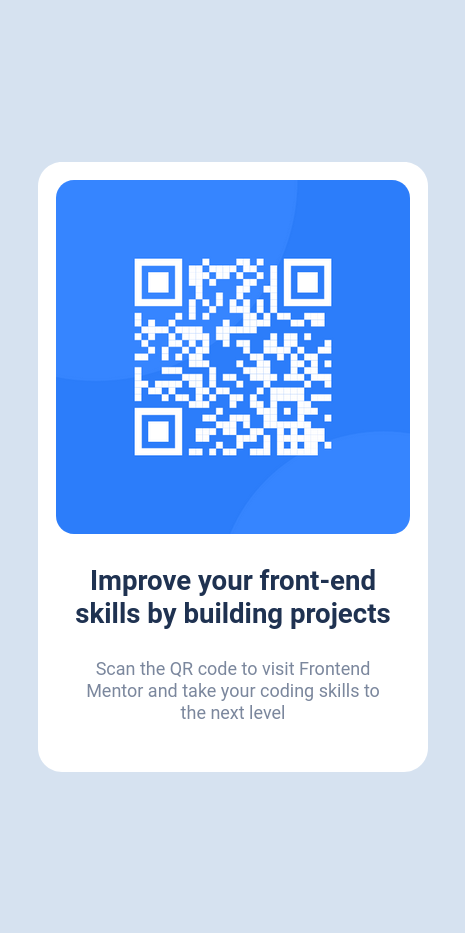 Improve your front-end
skills by building projects
Scan the QR code to visit Frontend
Mentor and take your coding skills to
the next level